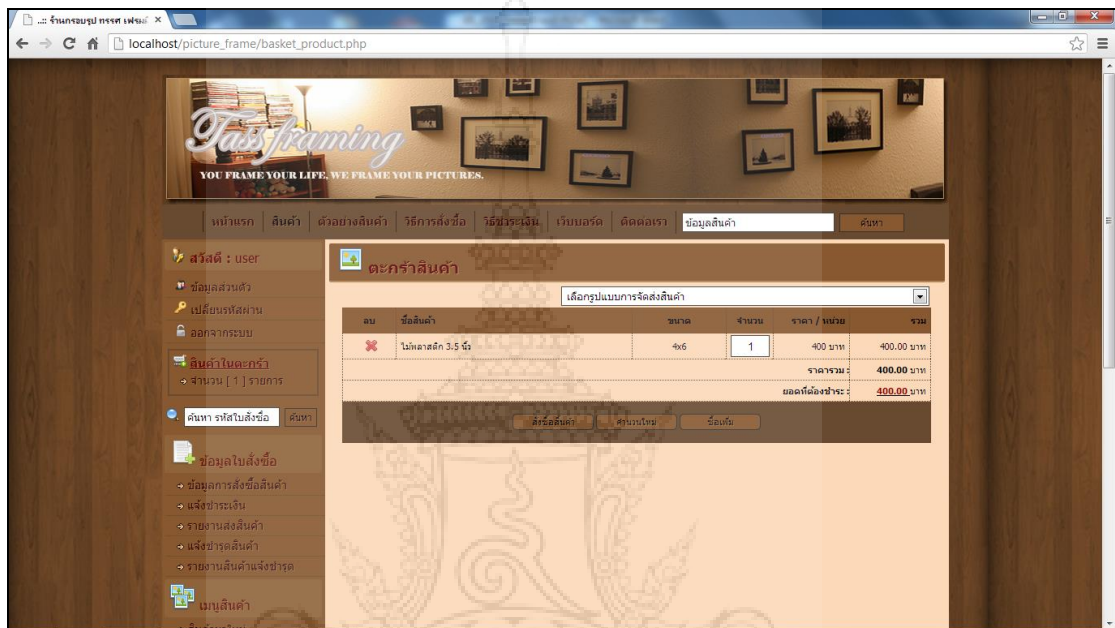 ..:: ร้านกรอบรูป ทรรศ เฟรมมิ่
localhost/picture_frame/basket_product.php
Tass framing
YOU FRAME YOUR LIFE, WE FRAME YOUR PICTURES.
หน้าแรก สินค้า ตัวอย่างสินค้า วิธีการสั่งซื้อ วิธีชำระเงิน เว็บบอร์ด ติดต่อเรา ข้อมูลสินค้า ค้นหา
สวัสดี : user
ข้อมูลส่วนตัว
เปลี่ยนรหัสผ่าน
ออกจากระบบ
สินค้าในตะกร้า
จำนวน [ 1 ] รายการ
ค้นหา รหัสใบสั่งซื้อ ค้นหา
ข้อมูลใบสั่งซื้อ
ข้อมูลการสั่งซื้อสินค้า
แจ้งชำระเงิน
รายงานส่งสินค้า
แจ้งชำรุดสินค้า
รายงานสินค้าแจ้งชำรุด
เมนูสินค้า
ตะกร้าสินค้า
เลือกรูปแบบการจัดส่งสินค้า
ลบ ชื่อสินค้า ขนาด จำนวน ราคา / หน่วย รวม
ไม้พลาสติก 3.5 นิ้ว 4x6 1 400 บาท 400.00 บาท
ราคารวม : 400.00 บาท
ยอดที่ต้องชำระ : 400.00 บาท
สั่งซื้อสินค้า คำนวนใหม่ ซื้อเพิ่ม